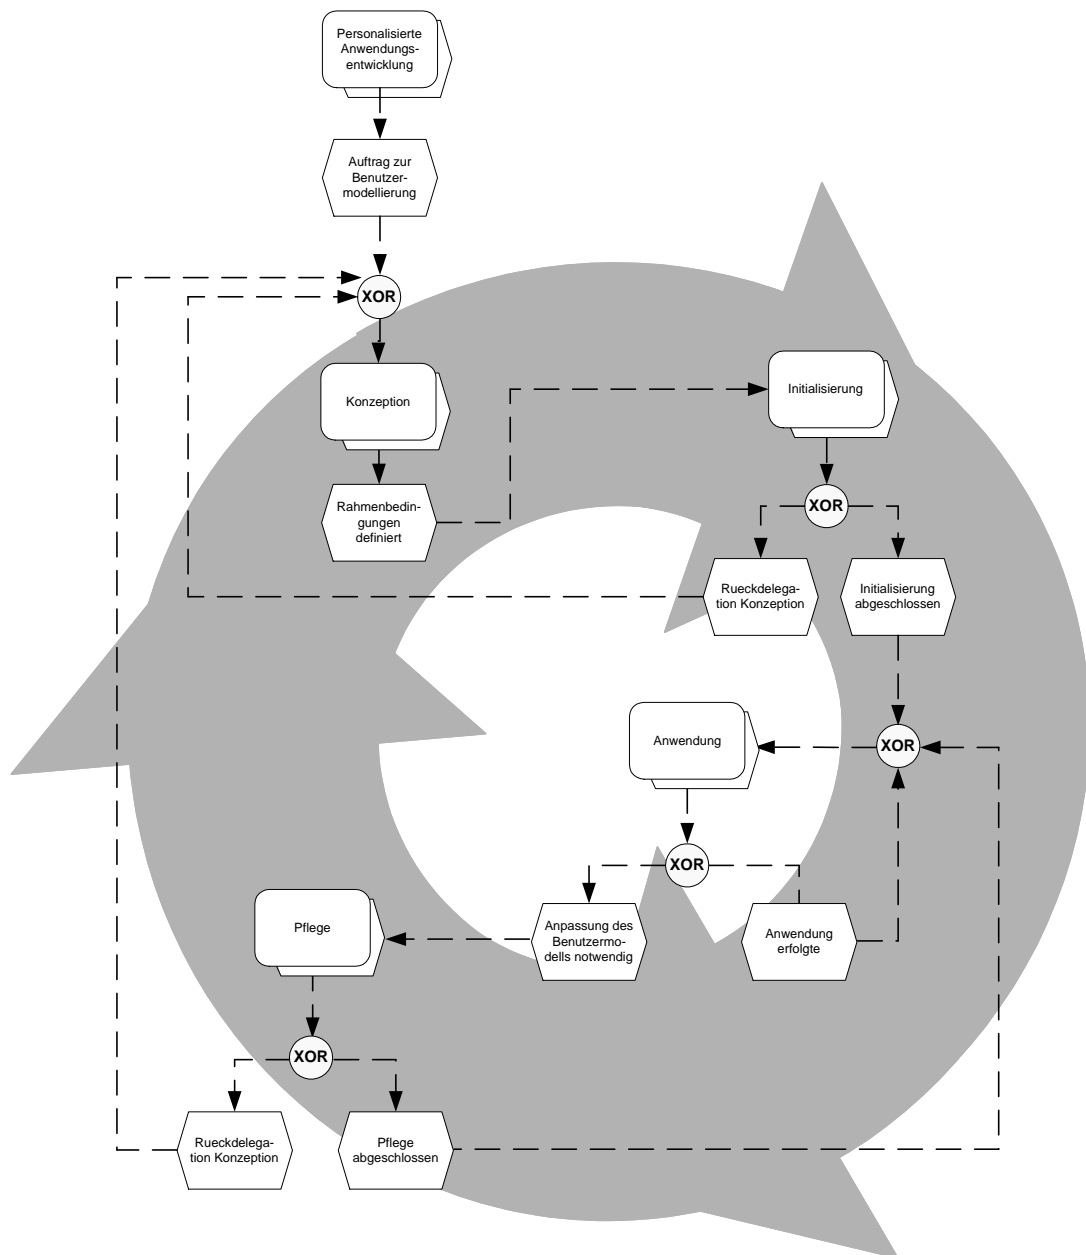 Personalisierte
Anwendungs-
entwicklung
Auftrag zur
Benutzer-
modellierung
XOR
Konzeption
Initialisierung
Rahmenbedin-
gungen
definiert
XOR
Rueckdelega-
tion Konzeption
Initialisierung
abgeschlossen
Anwendung
XOR
XOR
Anpassung des
Benutzermo-
dells notwendig
Anwendung
erfolgte
Pflege
XOR
Rueckdelega-
tion Konzeption
Pflege
abgeschlossen